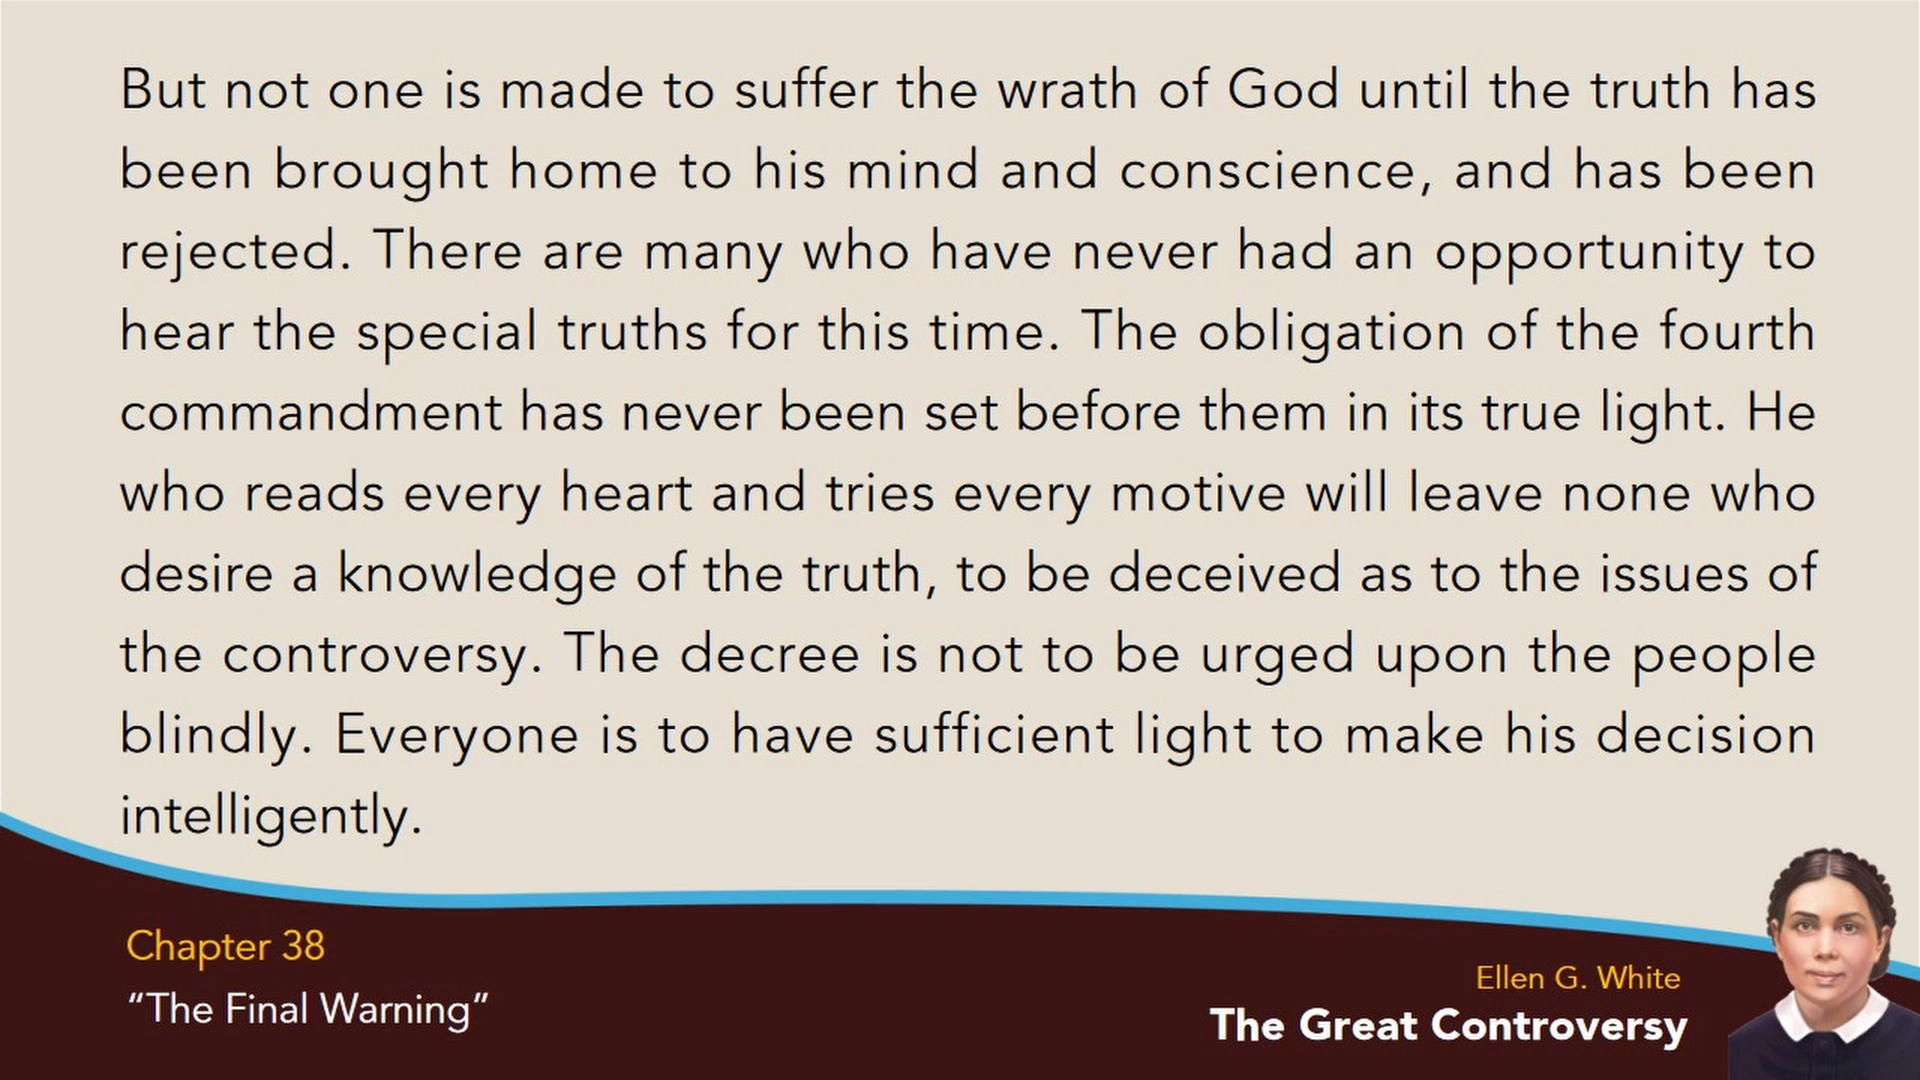 But not one is made to suffer the wrath of God until the truth has
been brought home to his mind and conscience, and has been
rejected. There are many who have never had an opportunity to
hear the special truths for this time. The obligation of the fourth
commandment has never been set before them in its true light. He
who reads every heart and tries every motive will leave none who
desire a knowledge of the truth, to be deceived as to the issues of
the controversy. The decree is not to be urged upon the people
blindly. Everyone is to have sufficient light to make his decision
intelligently.
Chapter 38
“The Final Warning”
Ellen G. White
The Great Controversy